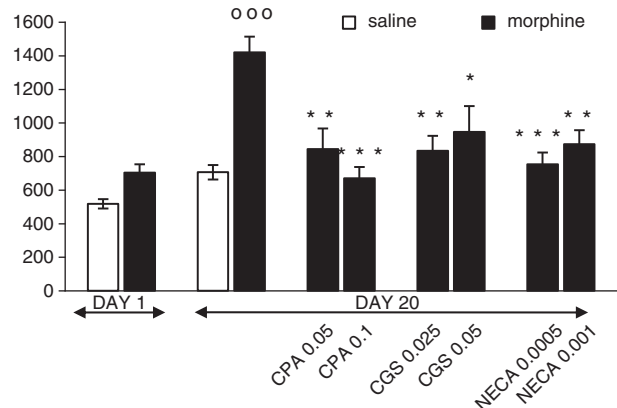 1600
1400
1200
1000
800
600
400
200
0
ooo
saline
morphine
* *
* * *
* *
*
* * *
* *
DAY 1
DAY 20
CPA 0.05
CPA 0.1
CGS 0.025
CGS 0.05
NECA 0.0005
NECA 0.001